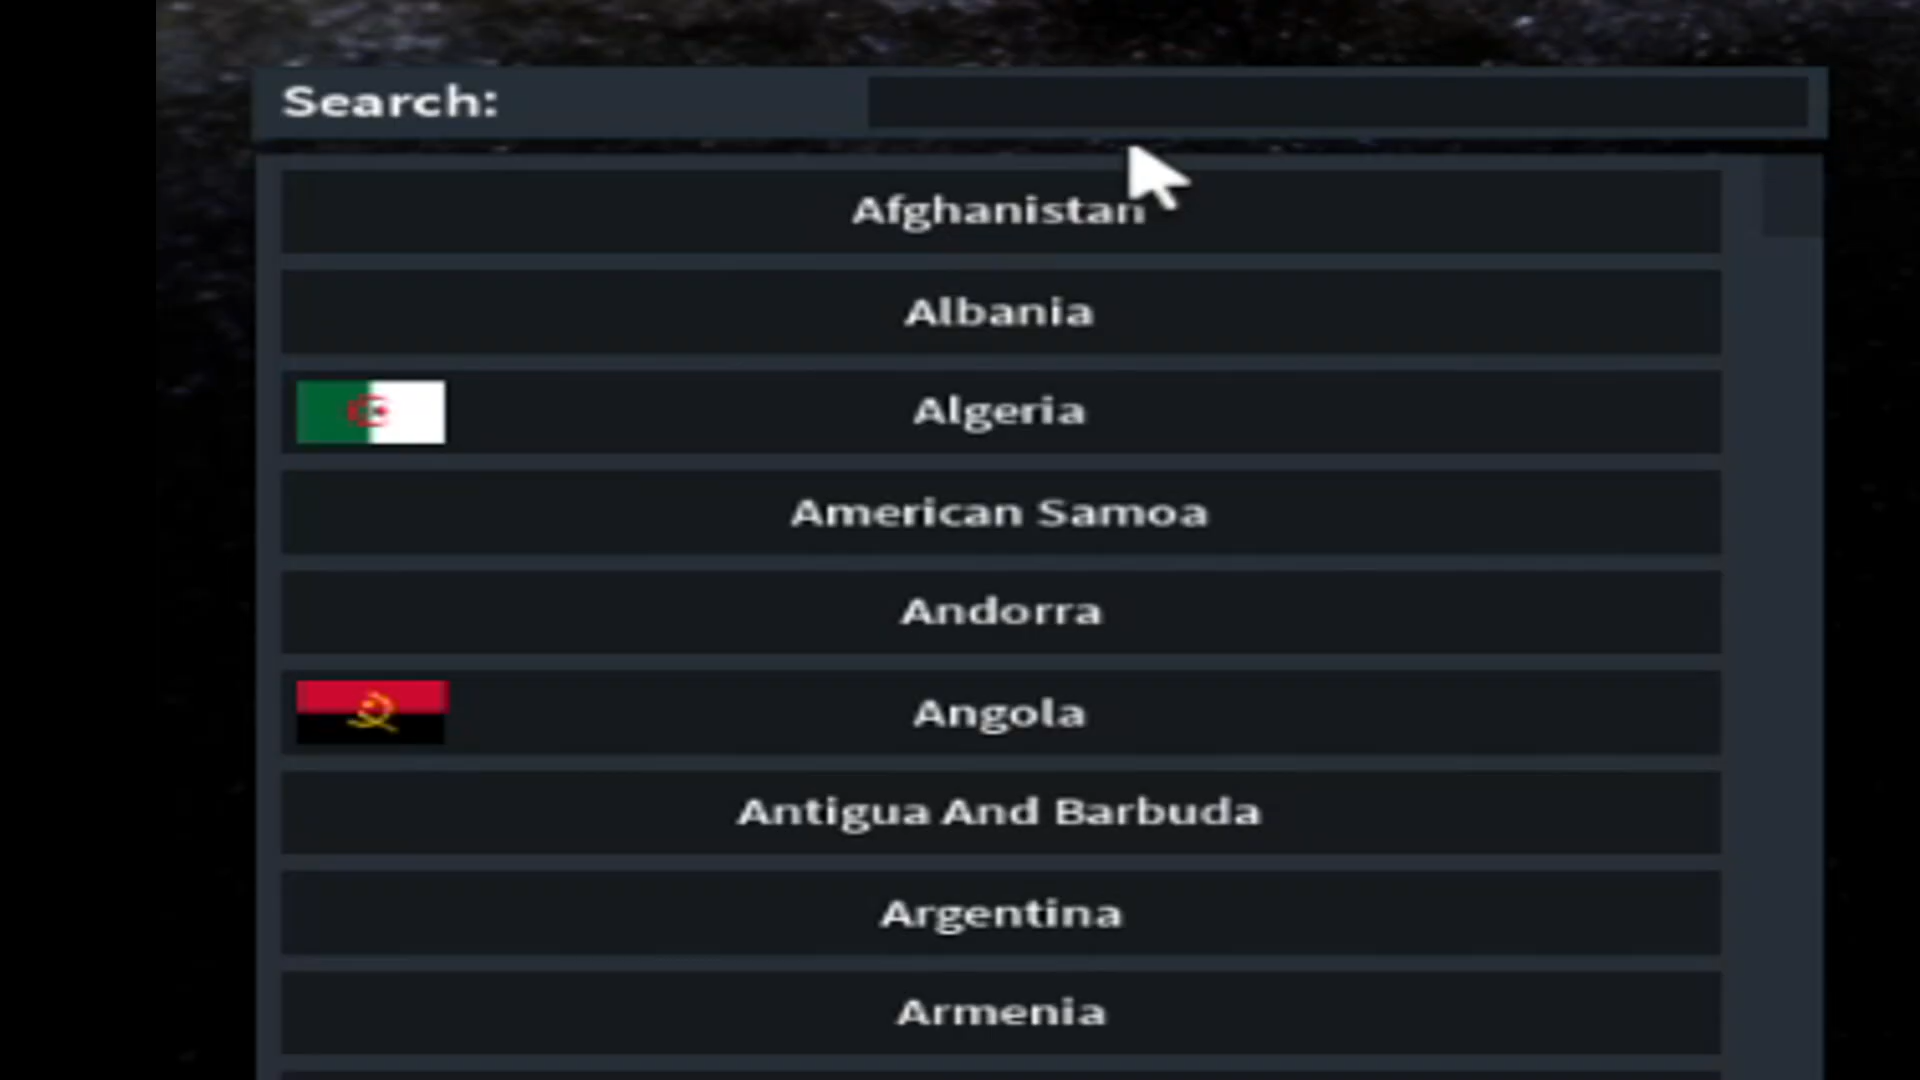 Search:
Afghanistan
Albania
Algeria
American Samoa
Andorra
Angola
Antigua And Barbuda
Argentina
Armenia